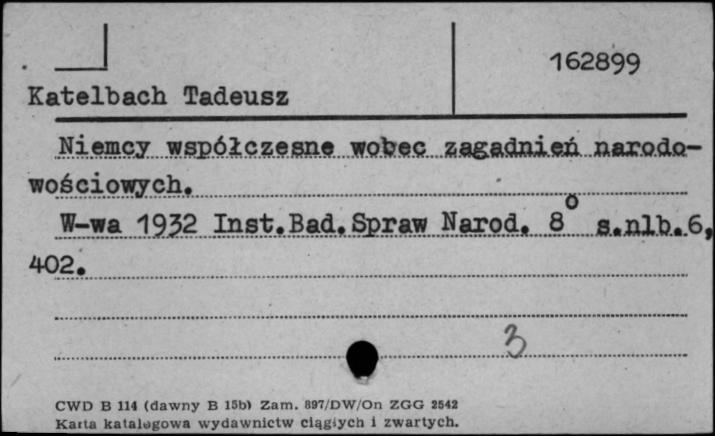 162899
Katelbach Tadeusz
Niemcy współczesne wobec zagadnień narodo-
wościowych.
W-wa 1932 Inst.Bad.Spraw Narod. 8° s.nlb.6,
402.
3
CWD B 114 (dawny B 15b) Zam. 897/DW/On ZGG 2542
Karta katalogowa wydawnictw ciągłych i zwartych.